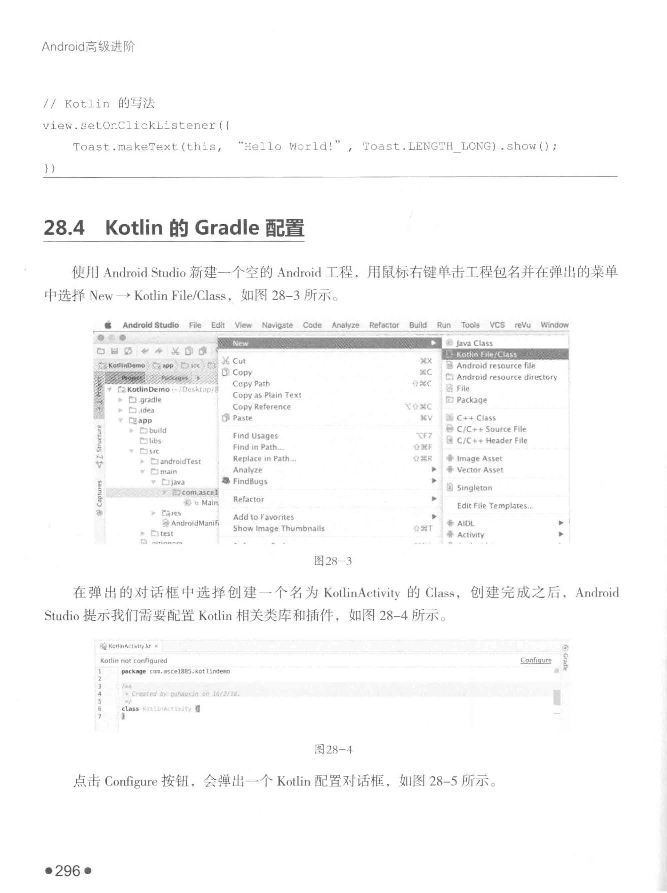 Android高级进阶
// Kotlin 的写法
view.setOnClickListener({
Toast.makeText(this, “Hello World!”, Toast.LENGTH_LONG).show();
})
28.4 Kotlin 的 Gradle 配置
使用 Android Studio 新建一个空的 Android 工程，用鼠标右键单击工程包名并在弹出的菜单
中选择 New → Kotlin File/Class，如图 28-3 所示。
Android Studio File Edit View Navigate Code Analyze Refactor Build Run Tools VCS reVu Window
New
Java Class
Kotlin File/Class
KotlinDemo app src
Cut ⌘X
Android resource file
Project Packages
Copy ⌘C
Android resource directory
KotlinDemo
Copy Path ⇧⌘C
File
.gradle
Copy as Plain Text
Package
.idea
Copy Reference ⌥⇧⌘C
app
Paste ⌘V
C++ Class
build
C/C++ Source File
libs
Find Usages ⌥F7
C/C++ Header File
src
Find in Path... ⇧⌘F
androidTest
Replace in Path... ⇧⌘R
Image Asset
main
Analyze
Vector Asset
java
FindBugs
Singleton
com.asce1
Refactor
Main
Edit File Templates...
res
Add to Favorites
AndroidManif
Show Image Thumbnails ⇧⌘T
AIDL
test
Activity
Structure
Captures
图28-3
在弹出的对话框中选择创建一个名为 KotlinActivity 的 Class，创建完成之后，Android
Studio 提示我们需要配置 Kotlin 相关类库和插件，如图 28-4 所示。
KotlinActivity.kt ×
Kotlin not configured Configure
Gradle
1 package com.asce1885.kotlindemo
2
3 /**
4 * Created by guhaoxin on 16/2/16.
5 */
6 class KotlinActivity {
7 }
图28-4
点击 Configure 按钮，会弹出一个 Kotlin 配置对话框，如图 28-5 所示。
●296●